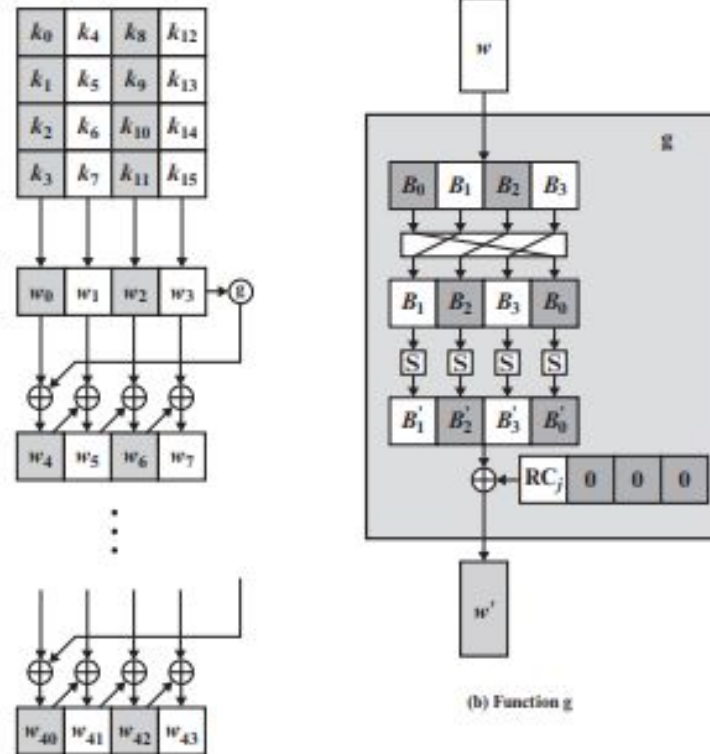 k0 k4 k8 k12
k1 k5 k9 k13
k2 k6 k10 k14
k3 k7 k11 k15
w0 w1 w2 w3 g
w4 w5 w6 w7
w40 w41 w42 w43
w
g
B0 B1 B2 B3
B1 B2 B3 B0
S S S S
B'1 B'2 B'3 B'0
RCj 0 0 0
w'
(b) Function g